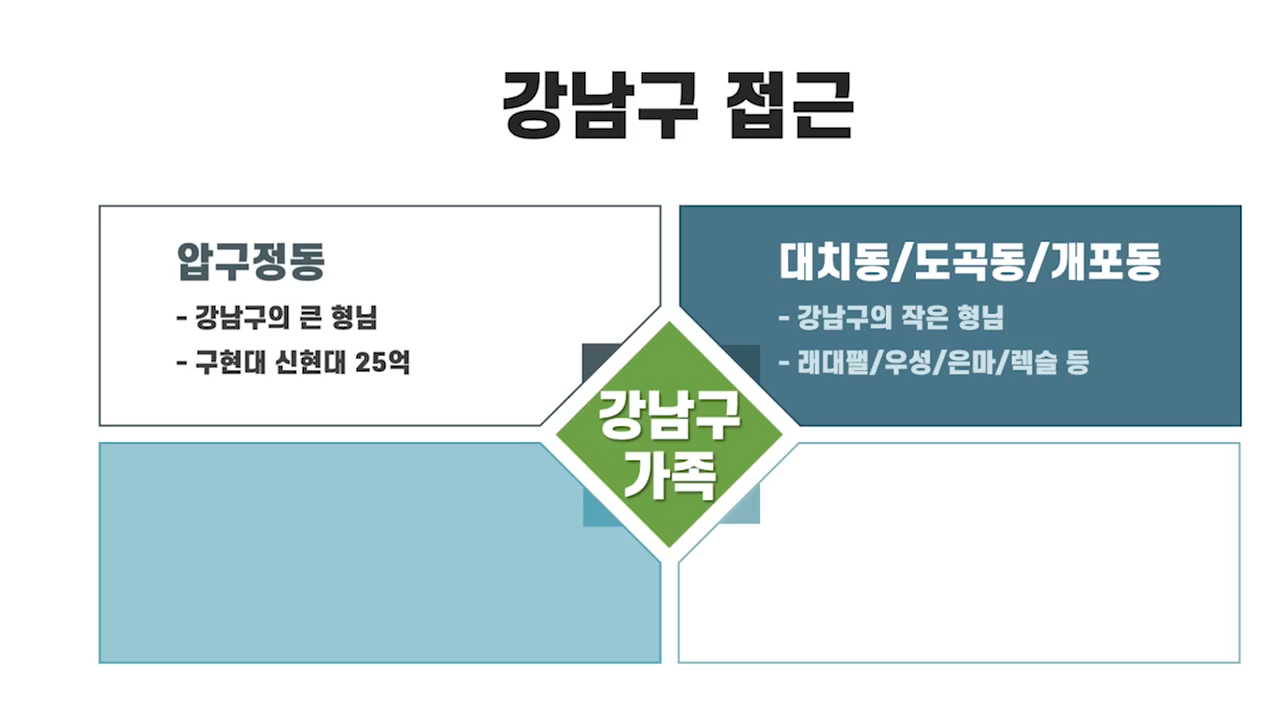 강남구 접근
압구정동
- 강남구의 큰 형님
- 구현대 신현대 25억
대치동/도곡동/개포동
- 강남구의 작은 형님
- 래대팰/우성/은마/렉슬 등
강남구
가족